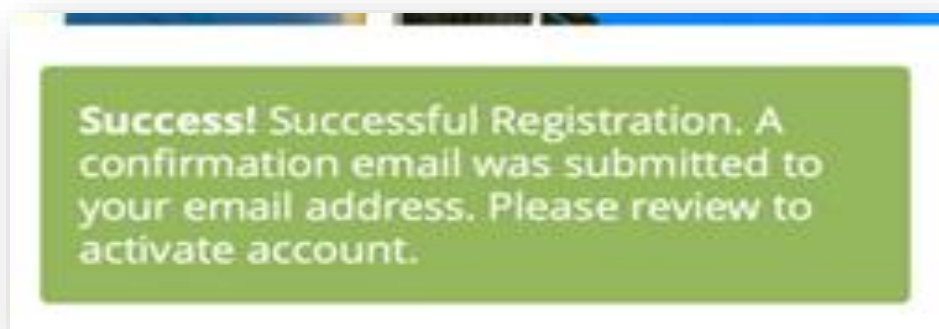 Success! Successful Registration. A
confirmation email was submitted to
your email address. Please review to
activate account.